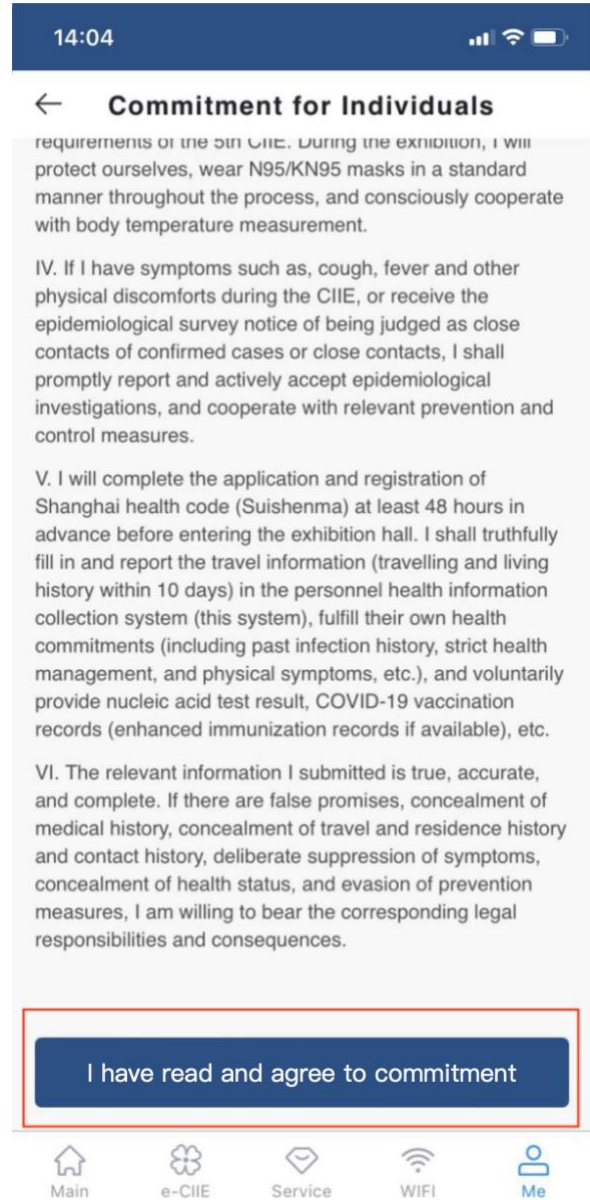 14:04
Commitment for Individuals
requirements of the 5th CIIE. During the exhibition, I will
protect ourselves, wear N95/KN95 masks in a standard
manner throughout the process, and consciously cooperate
with body temperature measurement.
IV. If I have symptoms such as, cough, fever and other
physical discomforts during the CIIE, or receive the
epidemiological survey notice of being judged as close
contacts of confirmed cases or close contacts, I shall
promptly report and actively accept epidemiological
investigations, and cooperate with relevant prevention and
control measures.
V. I will complete the application and registration of
Shanghai health code (Suishenma) at least 48 hours in
advance before entering the exhibition hall. I shall truthfully
fill in and report the travel information (travelling and living
history within 10 days) in the personnel health information
collection system (this system), fulfill their own health
commitments (including past infection history, strict health
management, and physical symptoms, etc.), and voluntarily
provide nucleic acid test result, COVID-19 vaccination
records (enhanced immunization records if available), etc.
VI. The relevant information I submitted is true, accurate,
and complete. If there are false promises, concealment of
medical history, concealment of travel and residence history
and contact history, deliberate suppression of symptoms,
concealment of health status, and evasion of prevention
measures, I am willing to bear the corresponding legal
responsibilities and consequences.
I have read and agree to commitment
Main e-CIIE Service WIFI Me